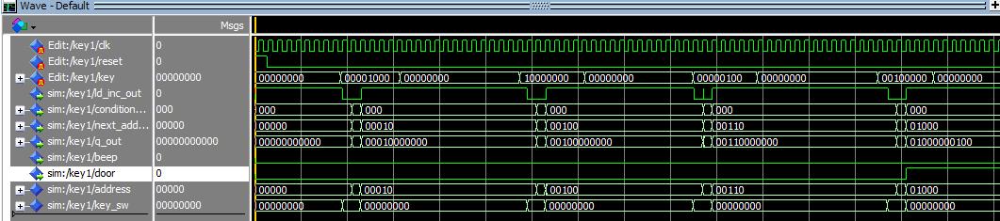 Wave - Default
Msgs
Edit:/key1/clk 0
Edit:/key1/reset 0
Edit:/key1/key 00000000 00000000 00001000 00000000 10000000 00000000 00000100 00000000 00100000 00000000
sim:/key1/ld_inc_out 0
sim:/key1/condition... 000 000 000 000 000 000
sim:/key1/next_add... 00000 00000 00010 00100 00110 01000
sim:/key1/q_out 00000000000 00000000000 00010000000 00100000000 00110000000 01000000100
sim:/key1/beep 0
sim:/key1/door 0
sim:/key1/address 00000 00000 00010 00100 00110 01000
sim:/key1/key_sw 00000000 00000000 00000000 00000000 00000000 00000000